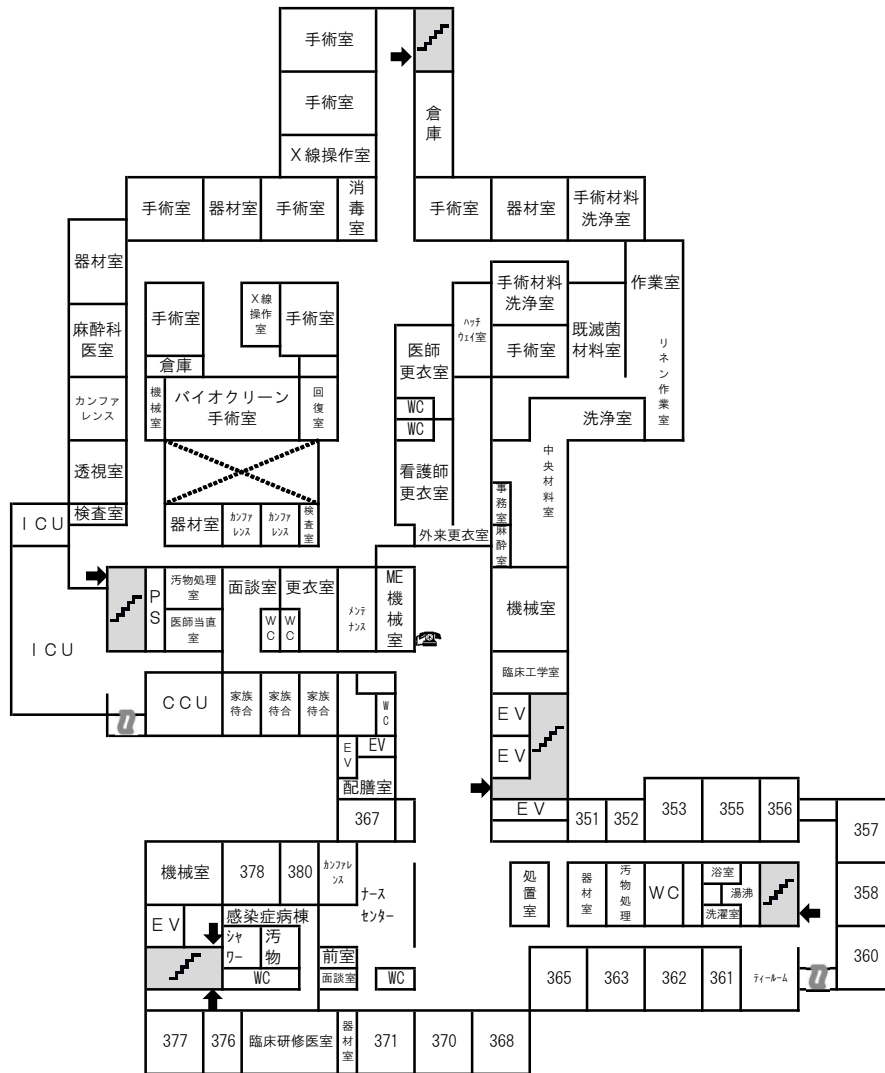 手術室
手術室
倉庫
X線操作室
手術室
器材室
手術室
消毒室
手術室
器材室
手術材料
洗浄室
器材室
手術室
X線
操作
室
手術室
ハッチ
ウェイ室
手術材料
洗浄室
作業室
麻酔科
医室
医師
更衣室
手術室
既滅菌
材料室
リネン作業室
倉庫
カンファ
レンス
機械室
バイオクリーン
手術室
回復室
WC
WC
洗浄室
透視室
看護師
更衣室
中央材料室
検査室
ICU
器材室
カンファ
レンス
カンファ
レンス
検査室
事務室
麻酔室
外来更衣室
ICU
PS
汚物処理
室
医師当直
室
面談室
WC
更衣室
WC
メンテ
ナンス
ME
機械室
機械室
臨床工学室
CCU
家族
待合
家族
待合
家族
待合
WC
EV
EV
EV
EV
配膳室
EV
367
351
352
353
355
356
357
機械室
378
380
カンファレ
ンス
ナース
センター
処置室
器材室
汚物処理
WC
浴室
湯沸
洗濯室
358
EV
感染症病棟
シャ
ワー
汚物
WC
前室
面談室
WC
365
363
362
361
ティールーム
360
377
376
臨床研修医室
器材室
371
370
368